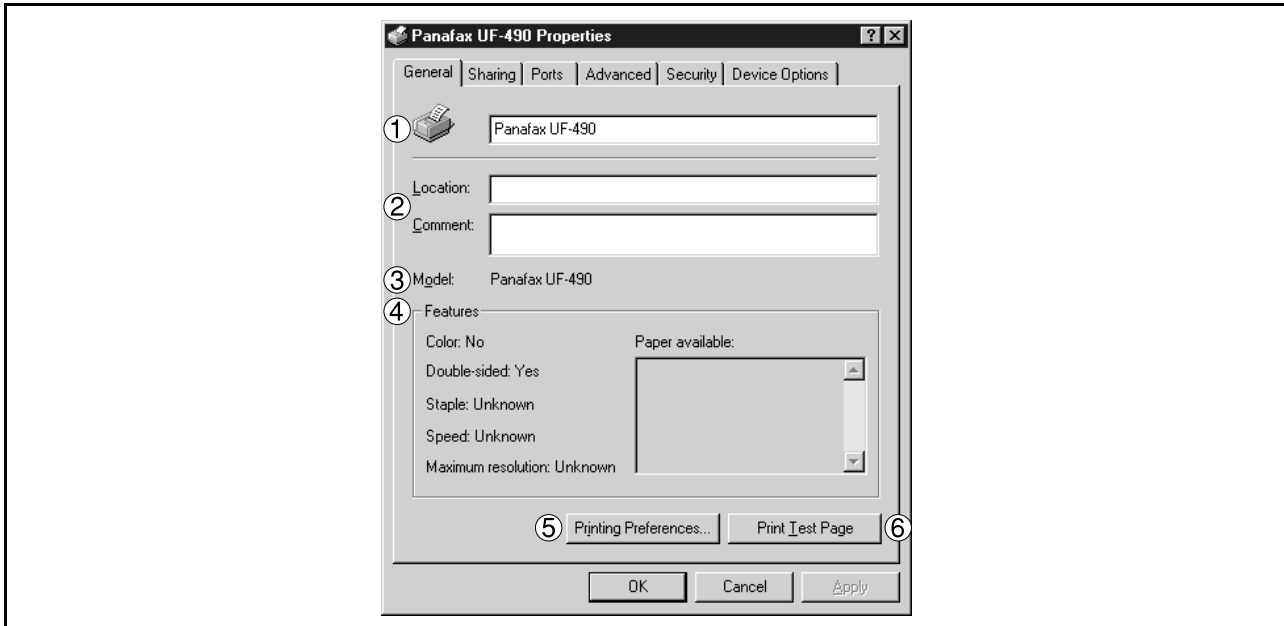 Panafax UF-490 Properties
General Sharing Ports Advanced Security Device Options
① Panafax UF-490
Location:
②
Comment:
③ Model: Panafax UF-490
④ Features
Color: No Paper available:
Double-sided: Yes
Staple: Unknown
Speed: Unknown
Maximum resolution: Unknown
⑤ Printing Preferences... Print Test Page ⑥
OK Cancel Apply